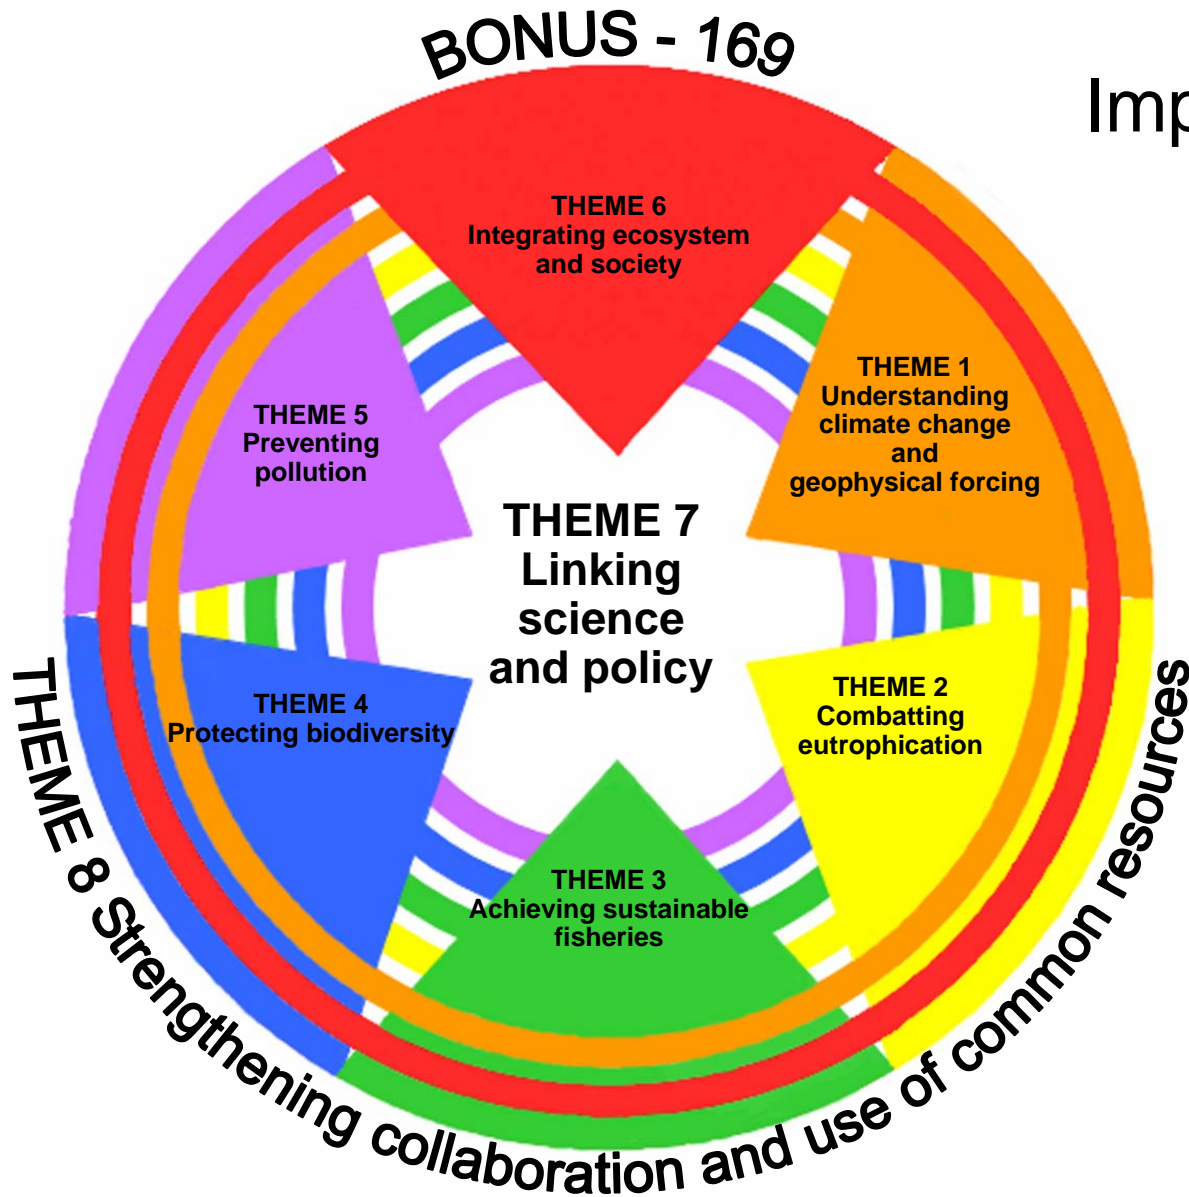 BONUS - 169
Imp
THEME 6
Integrating ecosystem
and society
THEME 1
Understanding
climate change
and
geophysical forcing
THEME 5
Preventing
pollution
THEME 7
Linking
science
and policy
THEME 2
Combatting
eutrophication
THEME 4
Protecting biodiversity
THEME 3
Achieving sustainable
fisheries
THEME 8 Strengthening collaboration and use of common resources